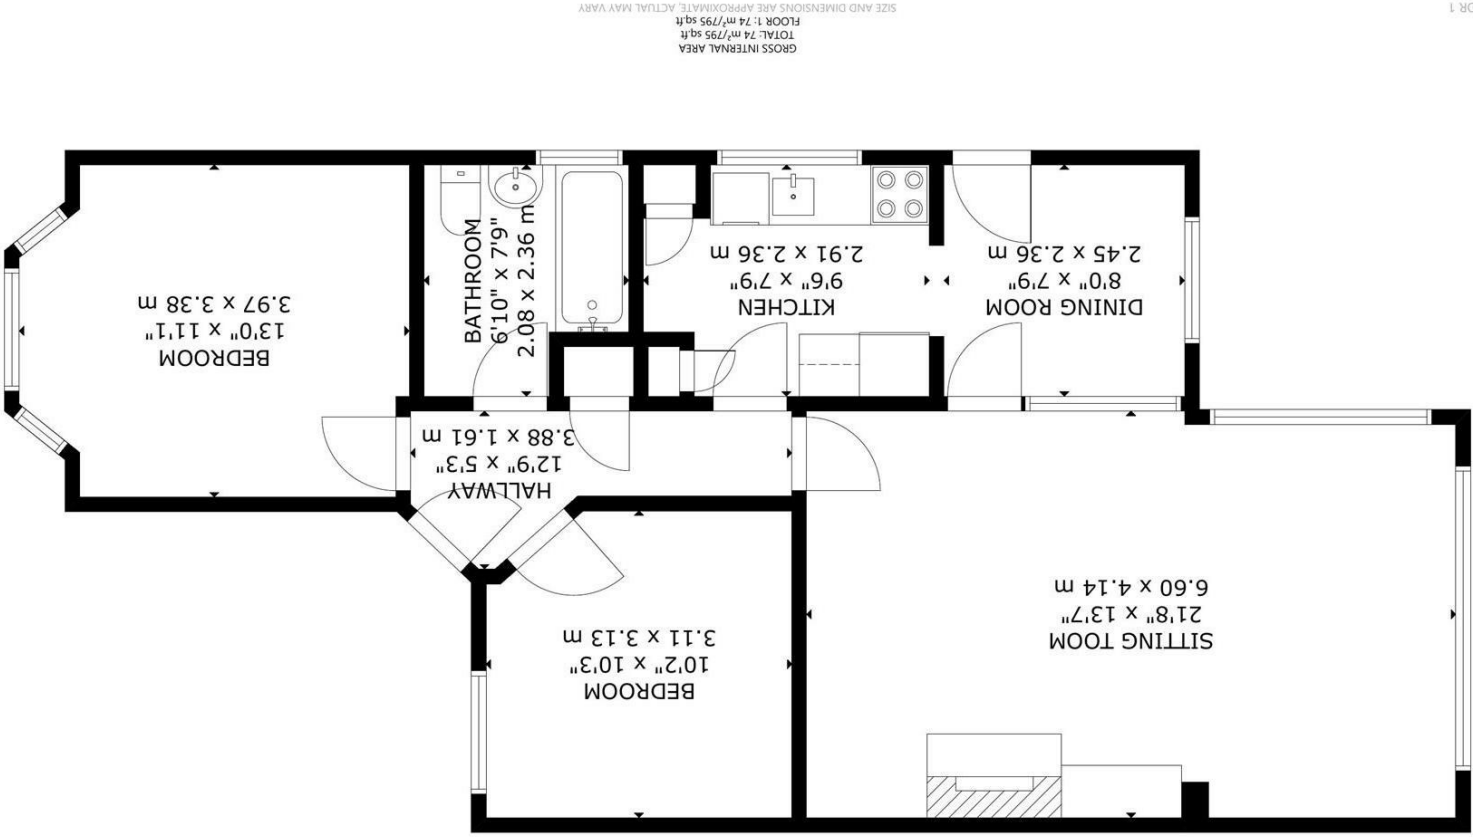 BEDROOM
10'2" x 10'3"
3.11 x 3.13 m
SITTING TOOM
21'8" x 13'7"
6.60 x 4.14 m
HALLWAY
12'9" x 5'3"
3.88 x 1.61 m
BEDROOM
13'0" x 11'1"
3.97 x 3.38 m
DINING ROOM
8'0" x 7'9"
2.45 x 2.36 m
KITCHEN
9'6" x 7'9"
2.91 x 2.36 m
BATHROOM
6'10" x 7'9"
2.08 x 2.36 m
GROSS INTERNAL AREA
TOTAL: 74 m²/795 sq.ft
FLOOR 1: 74 m²/795 sq.ft
SIZE AND DIMENSIONS ARE APPROXIMATE, ACTUAL MAY VARY